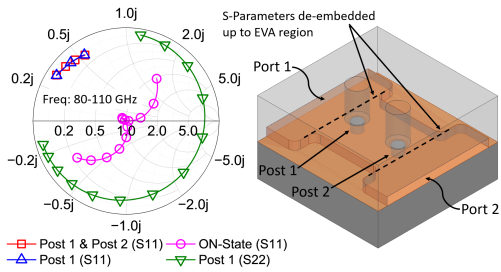 1.0j
0.5j
2.0j
0.2j
5.0j
Freq: 80-110 GHz
0.2 0.5 1.0 2.0 5.0
−0.2j
−5.0j
−0.5j
−2.0j
−1.0j
Post 1 & Post 2 (S11)
ON-State (S11)
Post 1 (S11)
Post 1 (S22)
S-Parameters de-embedded
up to EVA region
Port 1
Post 1
Post 2
Port 2